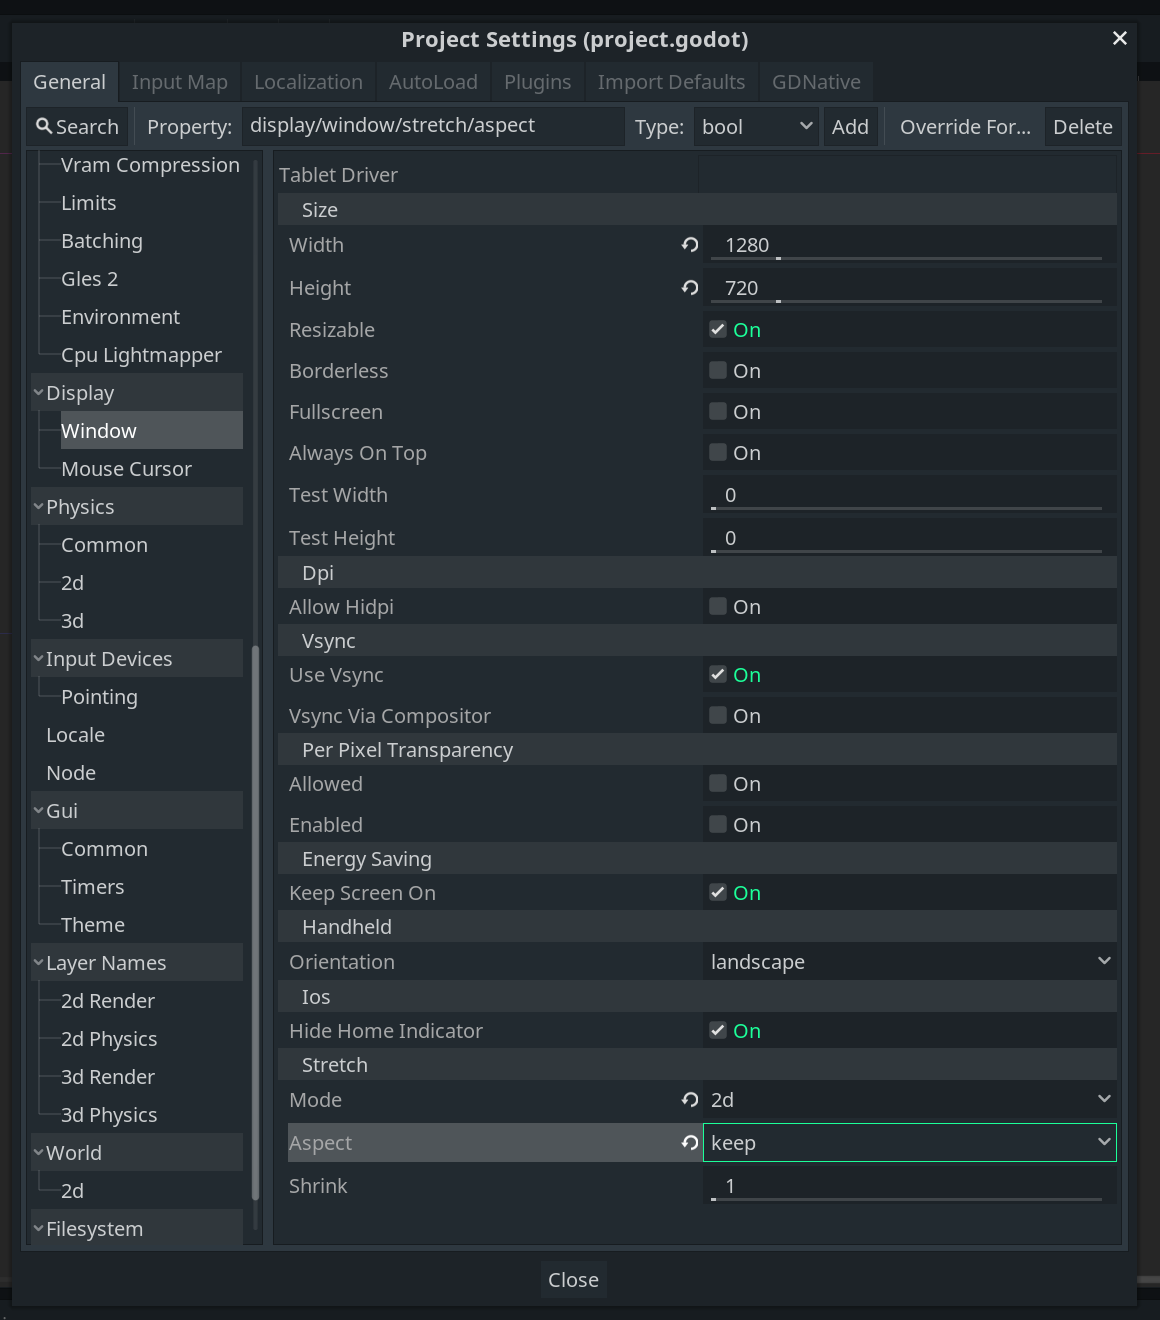 Project Settings (project.godot)
General Input Map Localization AutoLoad Plugins Import Defaults GDNative
Search Property: display/window/stretch/aspect Type: bool Add Override For... Delete
Vram Compression
Limits
Batching
Gles 2
Environment
Cpu Lightmapper
Display
Window
Mouse Cursor
Physics
Common
2d
3d
Input Devices
Pointing
Locale
Node
Gui
Common
Timers
Theme
Layer Names
2d Render
2d Physics
3d Render
3d Physics
World
2d
Filesystem
Tablet Driver
Size
Width 1280
Height 720
Resizable On
Borderless On
Fullscreen On
Always On Top On
Test Width 0
Test Height 0
Dpi
Allow Hidpi On
Vsync
Use Vsync On
Vsync Via Compositor On
Per Pixel Transparency
Allowed On
Enabled On
Energy Saving
Keep Screen On On
Handheld
Orientation landscape
Ios
Hide Home Indicator On
Stretch
Mode 2d
Aspect keep
Shrink 1
Close